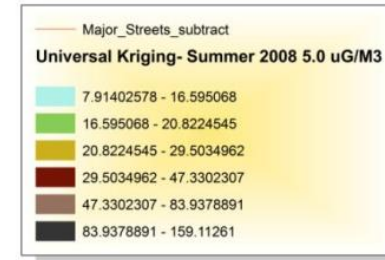 Major_Streets_subtract
Universal Kriging- Summer 2008 5.0 uG/M3
7.91402578 - 16.595068
16.595068 - 20.8224545
20.8224545 - 29.5034962
29.5034962 - 47.3302307
47.3302307 - 83.9378891
83.9378891 - 159.11261